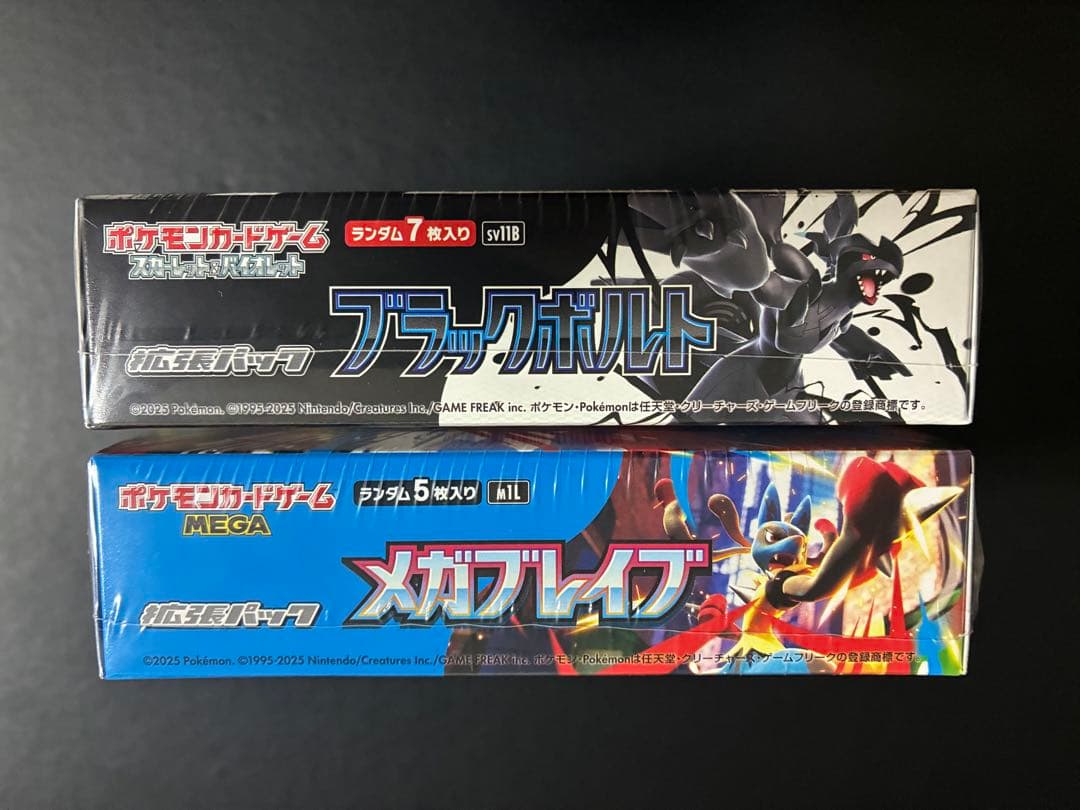 ポケモンカードゲーム
スカーレット&バイオレット
ランダム7枚入り
SV11B
ブラックボルト
拡張パック
©2025 Pokémon. ©1995-2025 Nintendo/Creatures Inc./GAME FREAK inc. ポケモン・Pokémonは任天堂・クリーチャーズ・ゲームフリークの登録商標です。
ポケモンカードゲーム
MEGA
ランダム5枚入り
M1L
メガブレイブ
拡張パック
©2025 Pokémon. ©1995-2025 Nintendo/Creatures Inc./GAME FREAK inc. ポケモン・Pokémonは任天堂・クリーチャーズ・ゲームフリークの登録商標です。